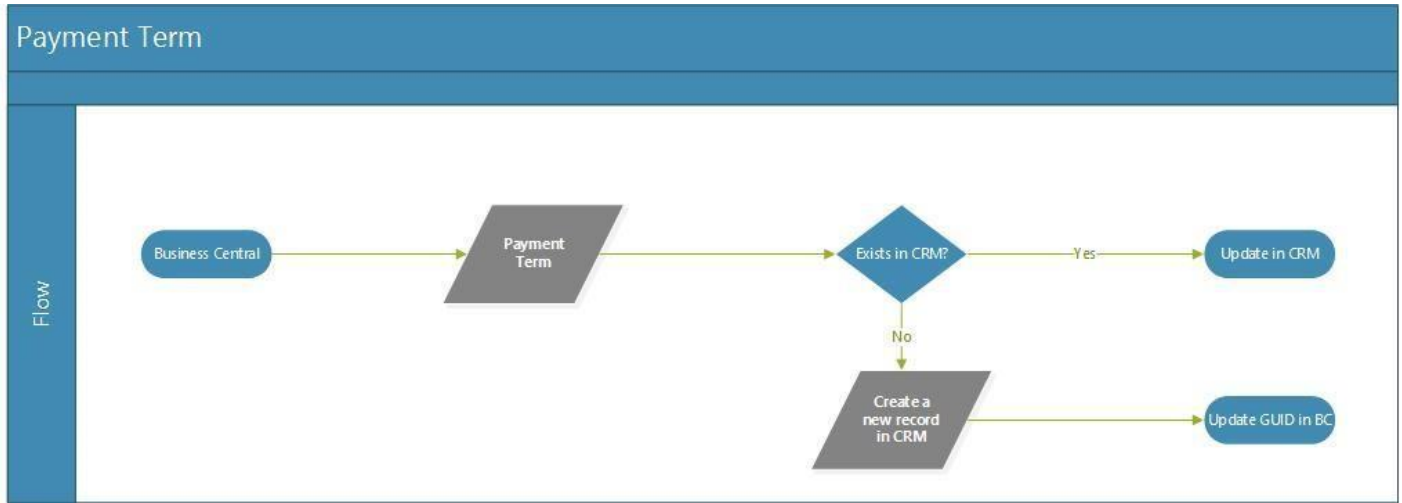 Payment Term
Flow
Business Central
Payment
Term
Exists in CRM?
Yes
Update in CRM
No
Create a
new record
in CRM
Update GUID in BC